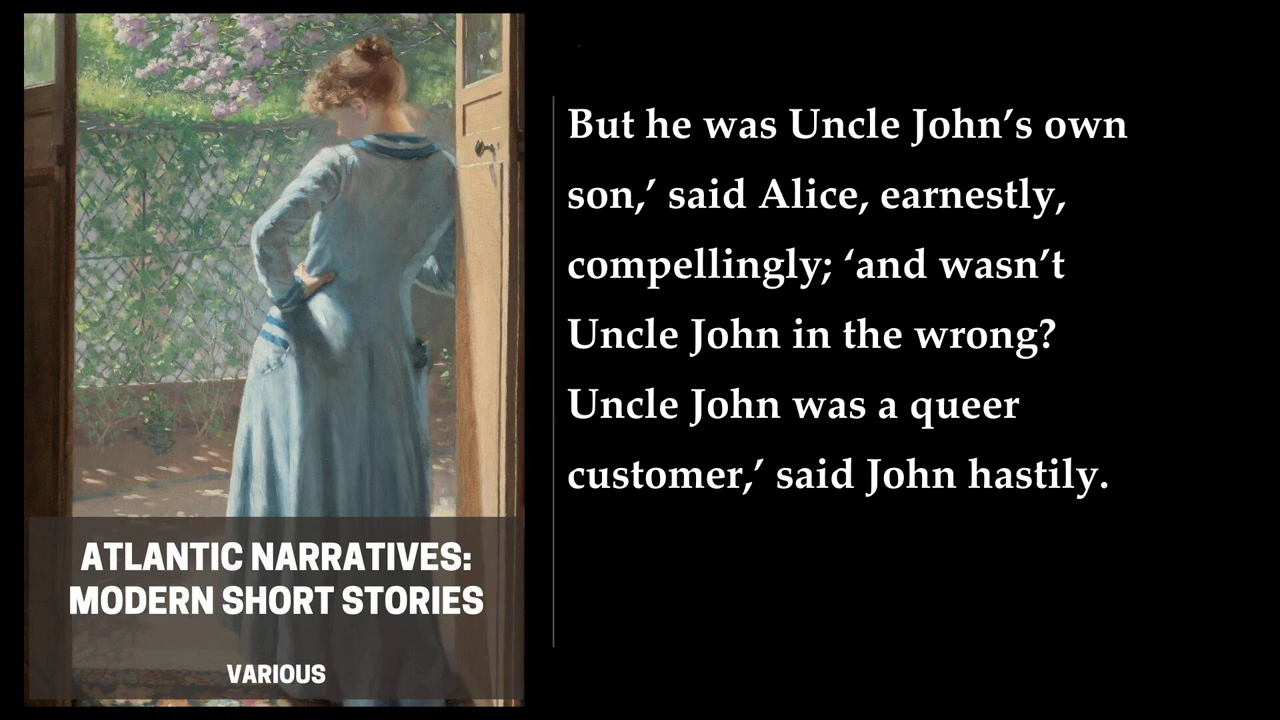 But he was Uncle John’s own
son,’ said Alice, earnestly,
compellingly; ‘and wasn’t
Uncle John in the wrong?
Uncle John was a queer
customer,’ said John hastily.
ATLANTIC NARRATIVES:
MODERN SHORT STORIES
VARIOUS